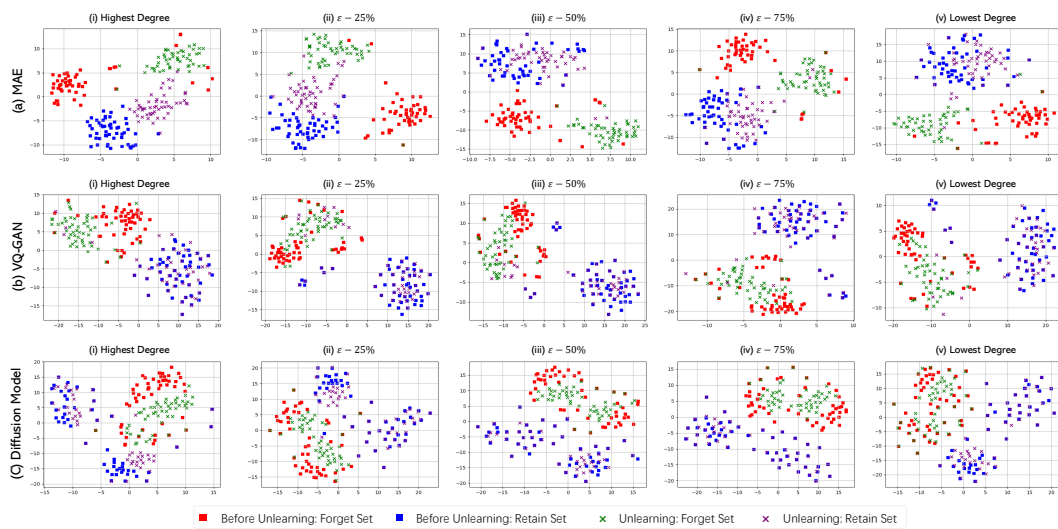 (i) Highest Degree
(ii) ε − 25%
(iii) ε − 50%
(iv) ε − 75%
(v) Lowest Degree
(a) MAE
(i) Highest Degree
(ii) ε − 25%
(iii) ε − 50%
(iv) ε − 75%
(v) Lowest Degree
(b) VQ-GAN
(i) Highest Degree
(ii) ε − 25%
(iii) ε − 50%
(iv) ε − 75%
(v) Lowest Degree
(C) Diffusion Model
Before Unlearning: Forget Set
Before Unlearning: Retain Set
Unlearning: Forget Set
Unlearning: Retain Set